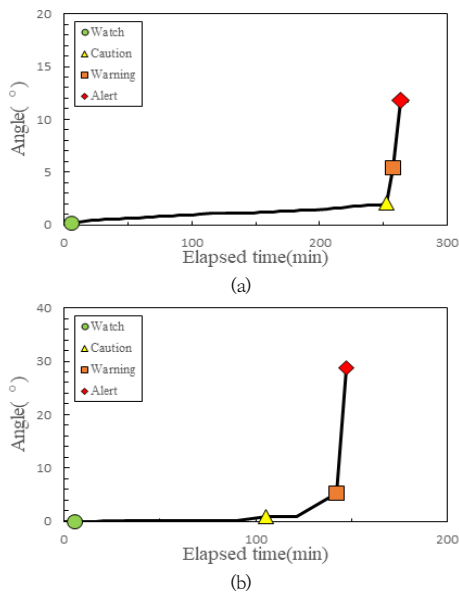 20
Watch
Caution
Warning
Alert
15
10
5
0
Angle( ° )
0 100 200 300
Elapsed time(min)
(a)
40
Watch
Caution
Warning
Alert
30
20
10
0
Angle( ° )
0 100 200
Elapsed time(min)
(b)